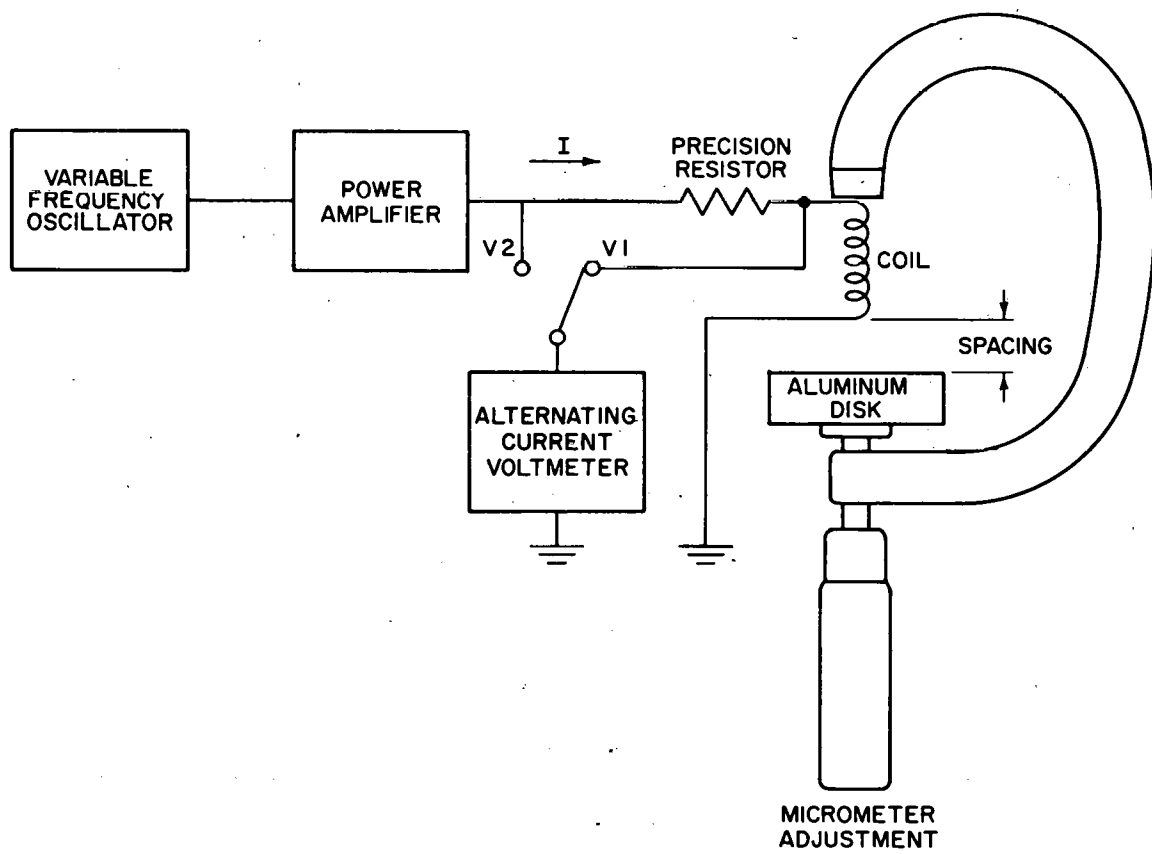 VARIABLE
FREQUENCY
OSCILLATOR
POWER
AMPLIFIER
I
PRECISION
RESISTOR
V2
V1
COIL
SPACING
ALUMINUM
DISK
ALTERNATING
CURRENT
VOLTMETER
MICROMETER
ADJUSTMENT